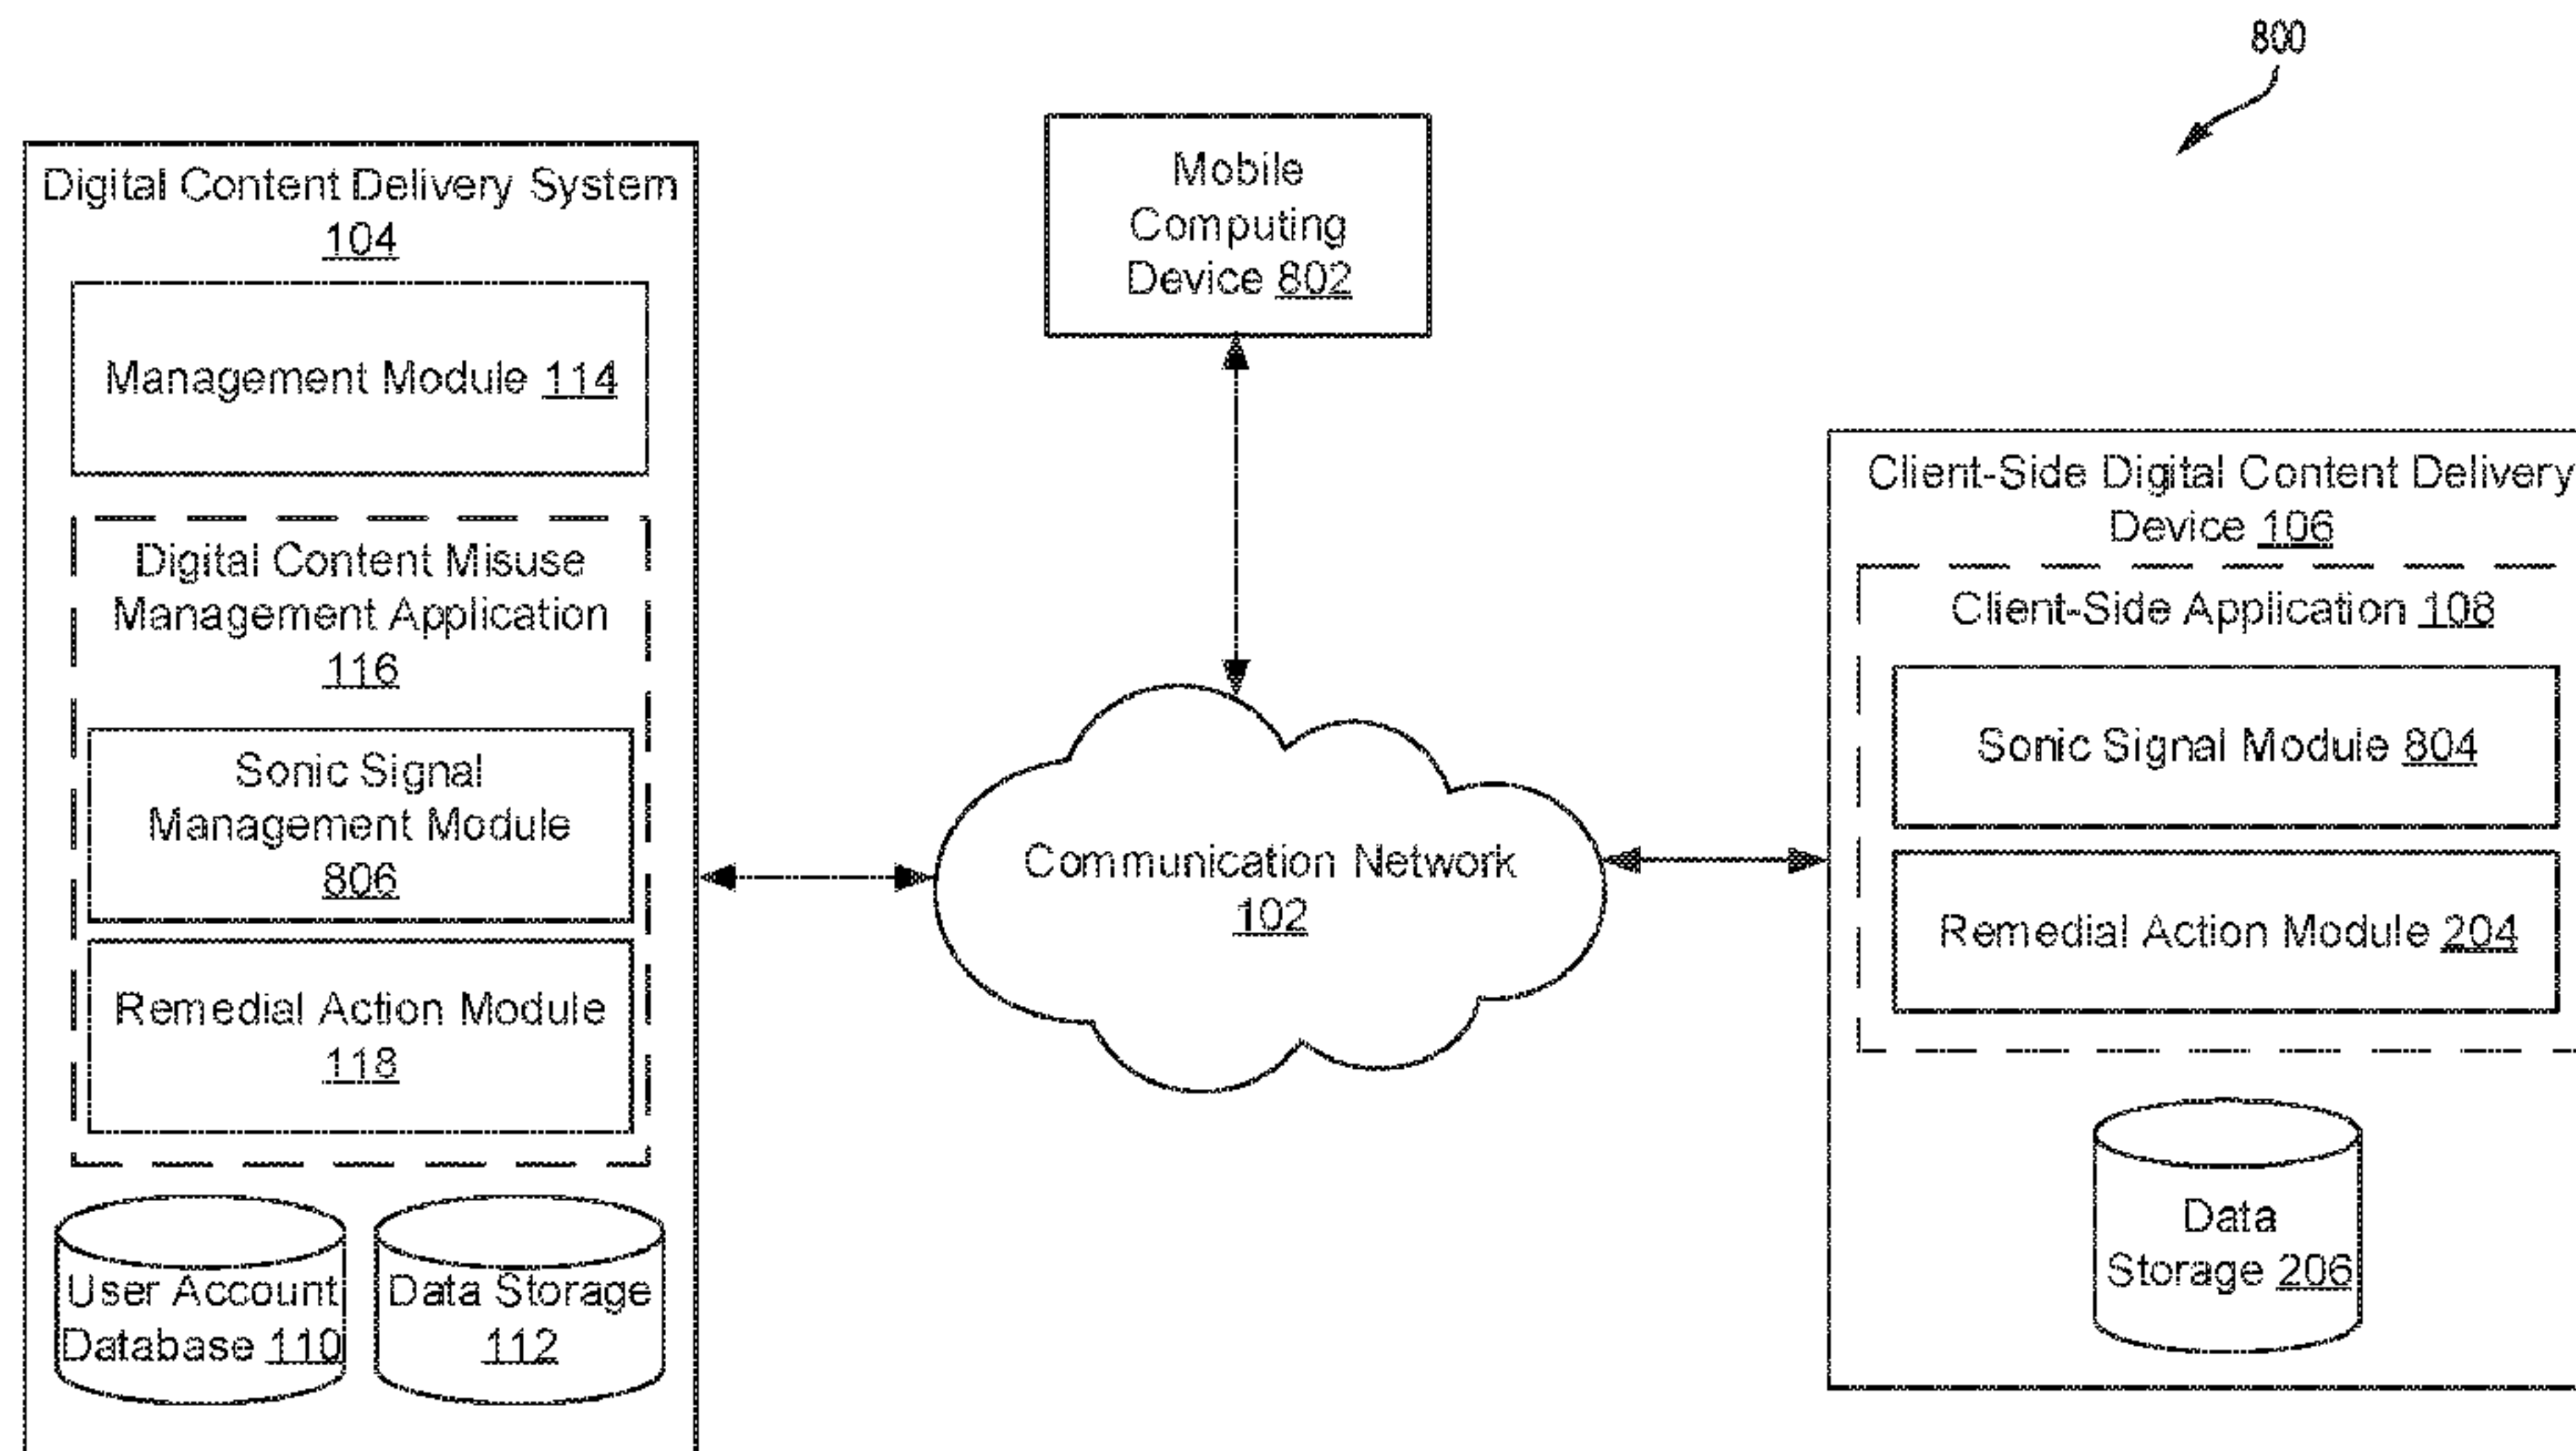 800
Digital Content Delivery System
104
Management Module 114
Digital Content Misuse
Management Application
116
Sonic Signal
Management Module
806
Remedial Action Module
118
User Account
Database 110
Data Storage
112
Mobile
Computing
Device 802
Communication Network
102
Client-Side Digital Content Delivery
Device 106
Client-Side Application 108
Sonic Signal Module 804
Remedial Action Module 204
Data
Storage 206